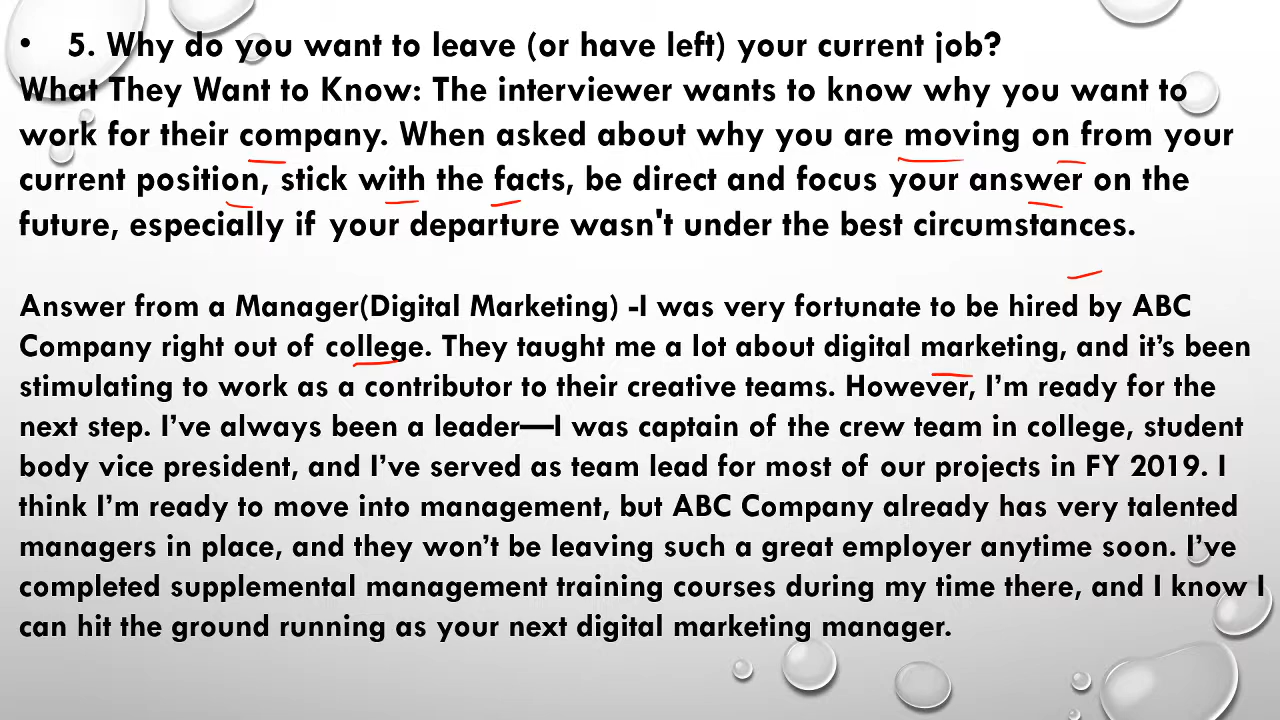 • 5. Why do you want to leave (or have left) your current job?
What They Want to Know: The interviewer wants to know why you want to
work for their company. When asked about why you are moving on from your
current position, stick with the facts, be direct and focus your answer on the
future, especially if your departure wasn't under the best circumstances.
Answer from a Manager(Digital Marketing) -I was very fortunate to be hired by ABC
Company right out of college. They taught me a lot about digital marketing, and it’s been
stimulating to work as a contributor to their creative teams. However, I’m ready for the
next step. I’ve always been a leader—I was captain of the crew team in college, student
body vice president, and I’ve served as team lead for most of our projects in FY 2019. I
think I’m ready to move into management, but ABC Company already has very talented
managers in place, and they won’t be leaving such a great employer anytime soon. I’ve
completed supplemental management training courses during my time there, and I know I
can hit the ground running as your next digital marketing manager.